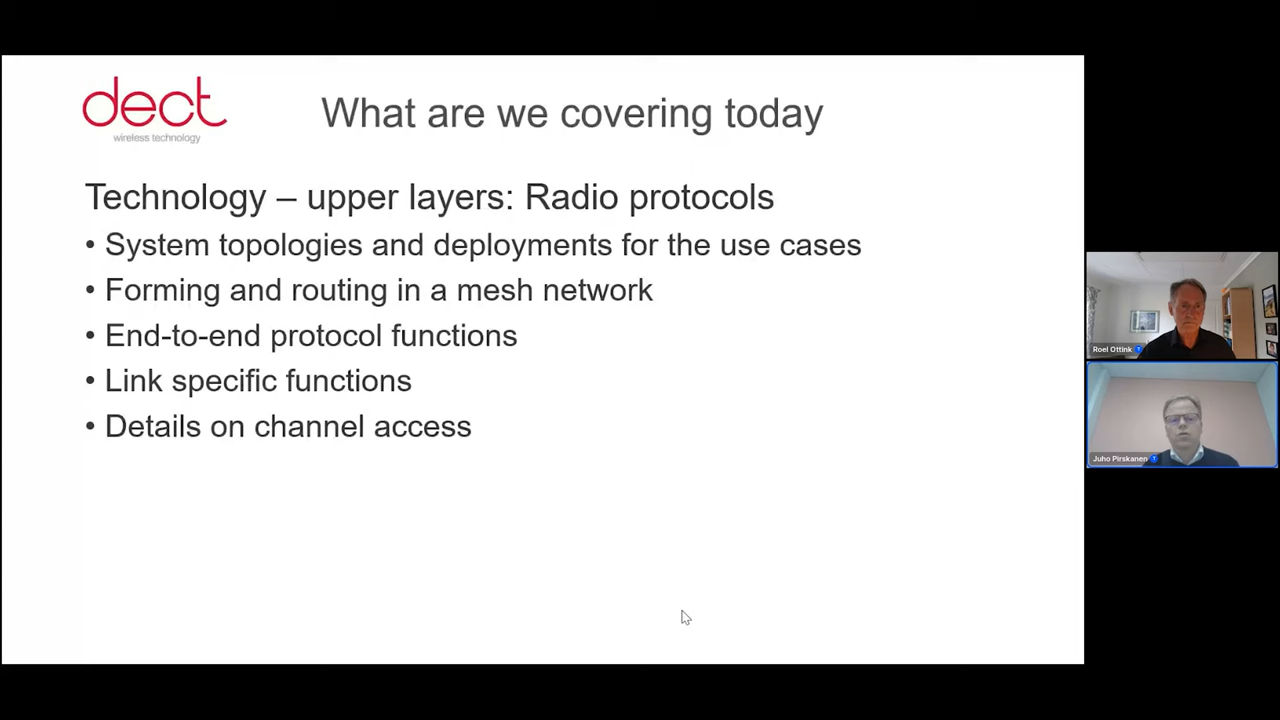 dect
wireless technology
What are we covering today
Technology – upper layers: Radio protocols
• System topologies and deployments for the use cases
• Forming and routing in a mesh network
• End-to-end protocol functions
• Link specific functions
• Details on channel access
Roel Ottink
Juho Pirskanen